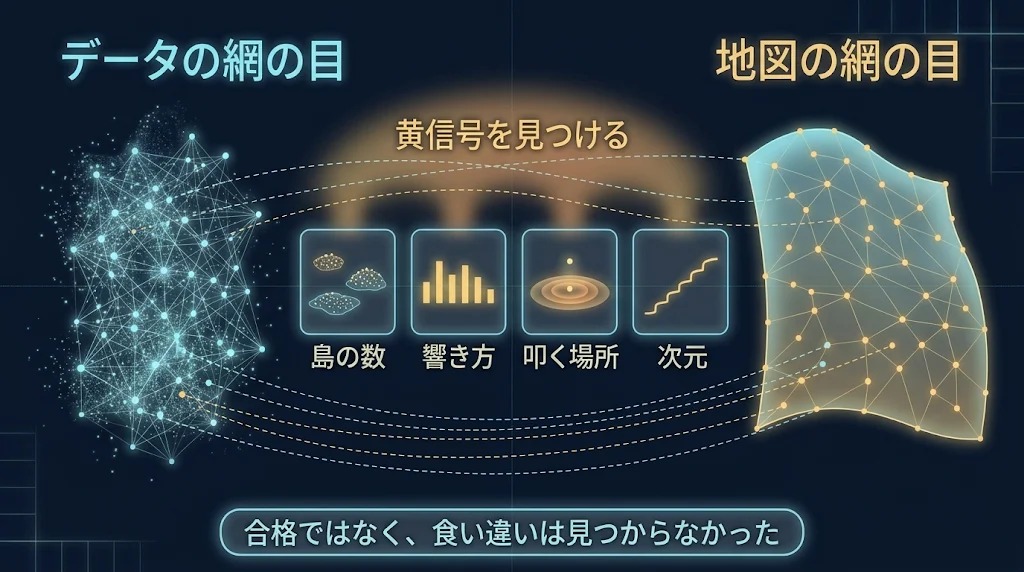 データの網の目
地図の網の目
黄信号を見つける
島の数
響き方
叩く場所
次元
合格ではなく、食い違いは見つからなかった